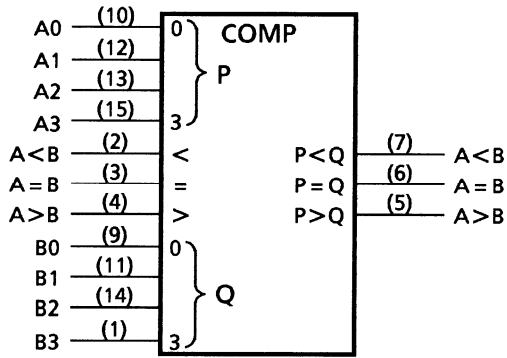 A0 (10) 0 COMP
A1 (12)
P
A2 (13)
A3 (15) 3
A<B (2) < P<Q (7) A<B
A=B (3) = P=Q (6) A=B
A>B (4) > P>Q (5) A>B
B0 (9) 0
B1 (11)
Q
B2 (14)
B3 (1) 3